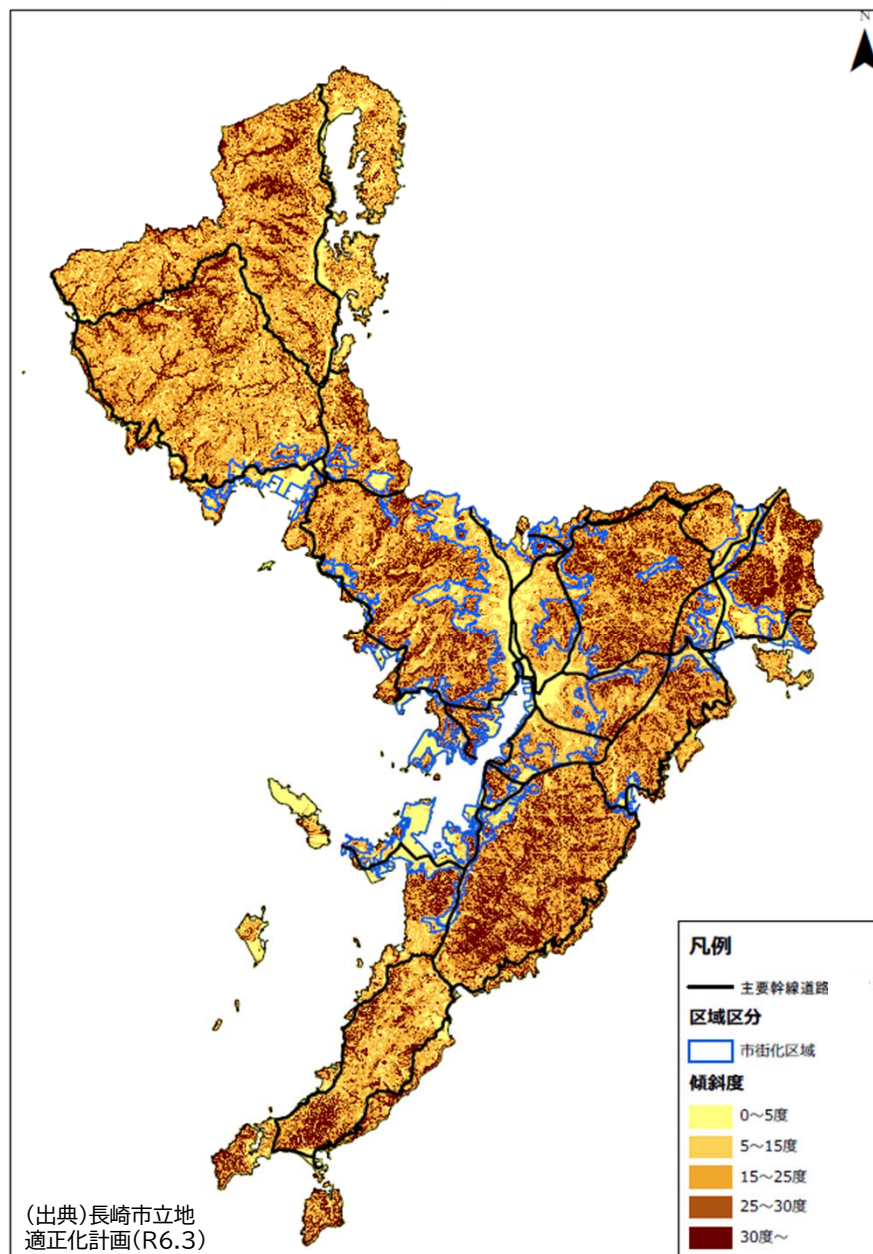 N
凡例
主要幹線道路
区域区分
市街化区域
傾斜度
0～5度
5～15度
15～25度
25～30度
30度～
(出典)長崎市立地
適正化計画(R6.3)